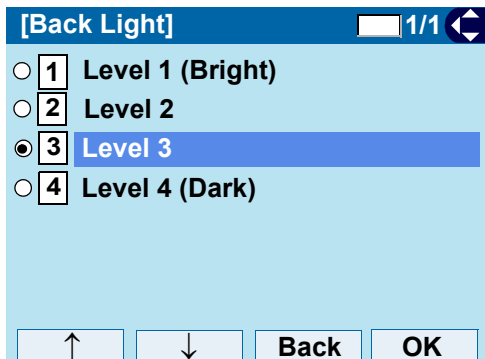 [Back Light] 1/1
1 Level 1 (Bright)
2 Level 2
3 Level 3
4 Level 4 (Dark)
↑ ↓ Back OK